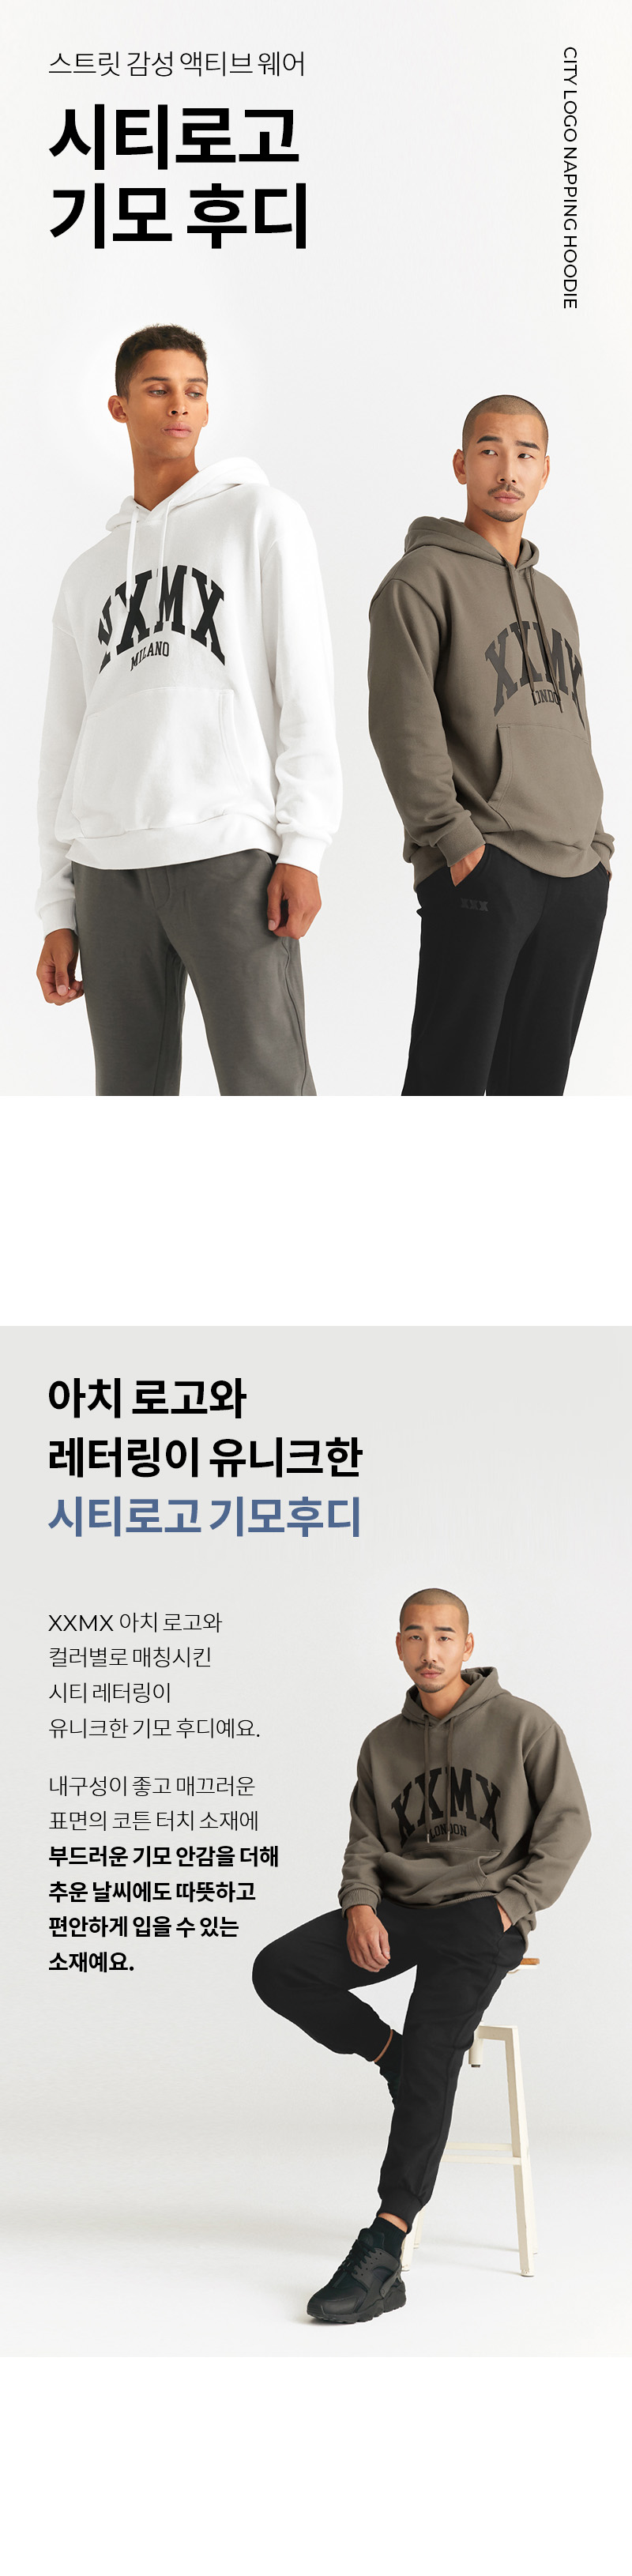 스트릿 감성 액티브 웨어
시티로고
기모 후디
CITY LOGO NAPPING HOODIE
XXMX
MILANO
XXMX
ONDO
XXX
아치 로고와
레터링이 유니크한
시티로고 기모후디
XXMX 아치 로고와
컬러별로 매칭시킨
시티 레터링이
유니크한 기모 후디예요.
내구성이 좋고 매끄러운
표면의 코튼 터치 소재에
부드러운 기모 안감을 더해
추운 날씨에도 따뜻하고
편안하게 입을 수 있는
소재예요.
XXMX
LONDON